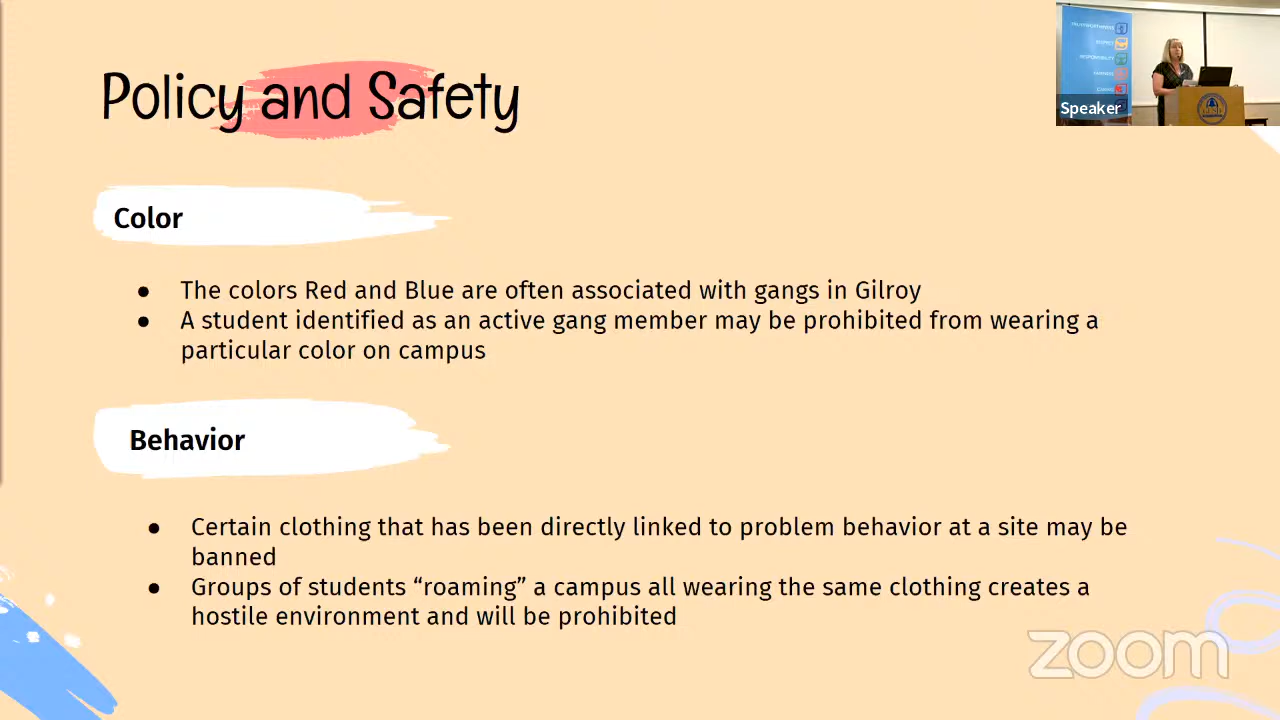 Policy and Safety
Speaker
Color
● The colors Red and Blue are often associated with gangs in Gilroy
● A student identified as an active gang member may be prohibited from wearing a
particular color on campus
Behavior
● Certain clothing that has been directly linked to problem behavior at a site may be
banned
● Groups of students “roaming” a campus all wearing the same clothing creates a
hostile environment and will be prohibited
zoom